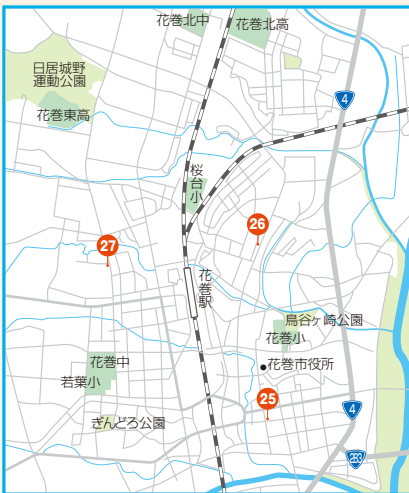 花巻北中
花巻北高
日居城野
運動公園
花巻東高
4
桜台小
26
27
花巻駅
鳥谷ヶ崎公園
花巻小
花巻市役所
花巻中
若葉小
25
ぎんどろ公園
4
283